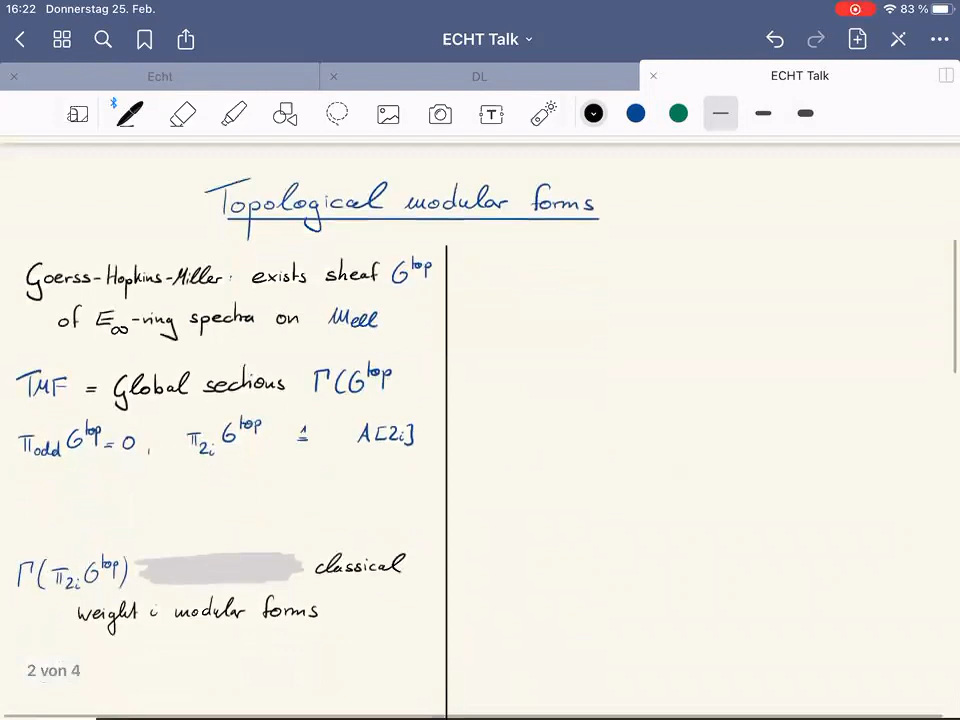 16:22 Donnerstag 25. Feb.
83 %
ECHT Talk
Echt
DL
ECHT Talk
Topological modular forms
Goerss-Hopkins-Miller: exists sheaf O^top
of E∞-ring spectra on Mell
TMF = Global sections Γ(O^top
π_odd O^top = 0, π_2i O^top ≙ A[2i]
Γ(π_2i O^top) classical
weight i modular forms
2 von 4